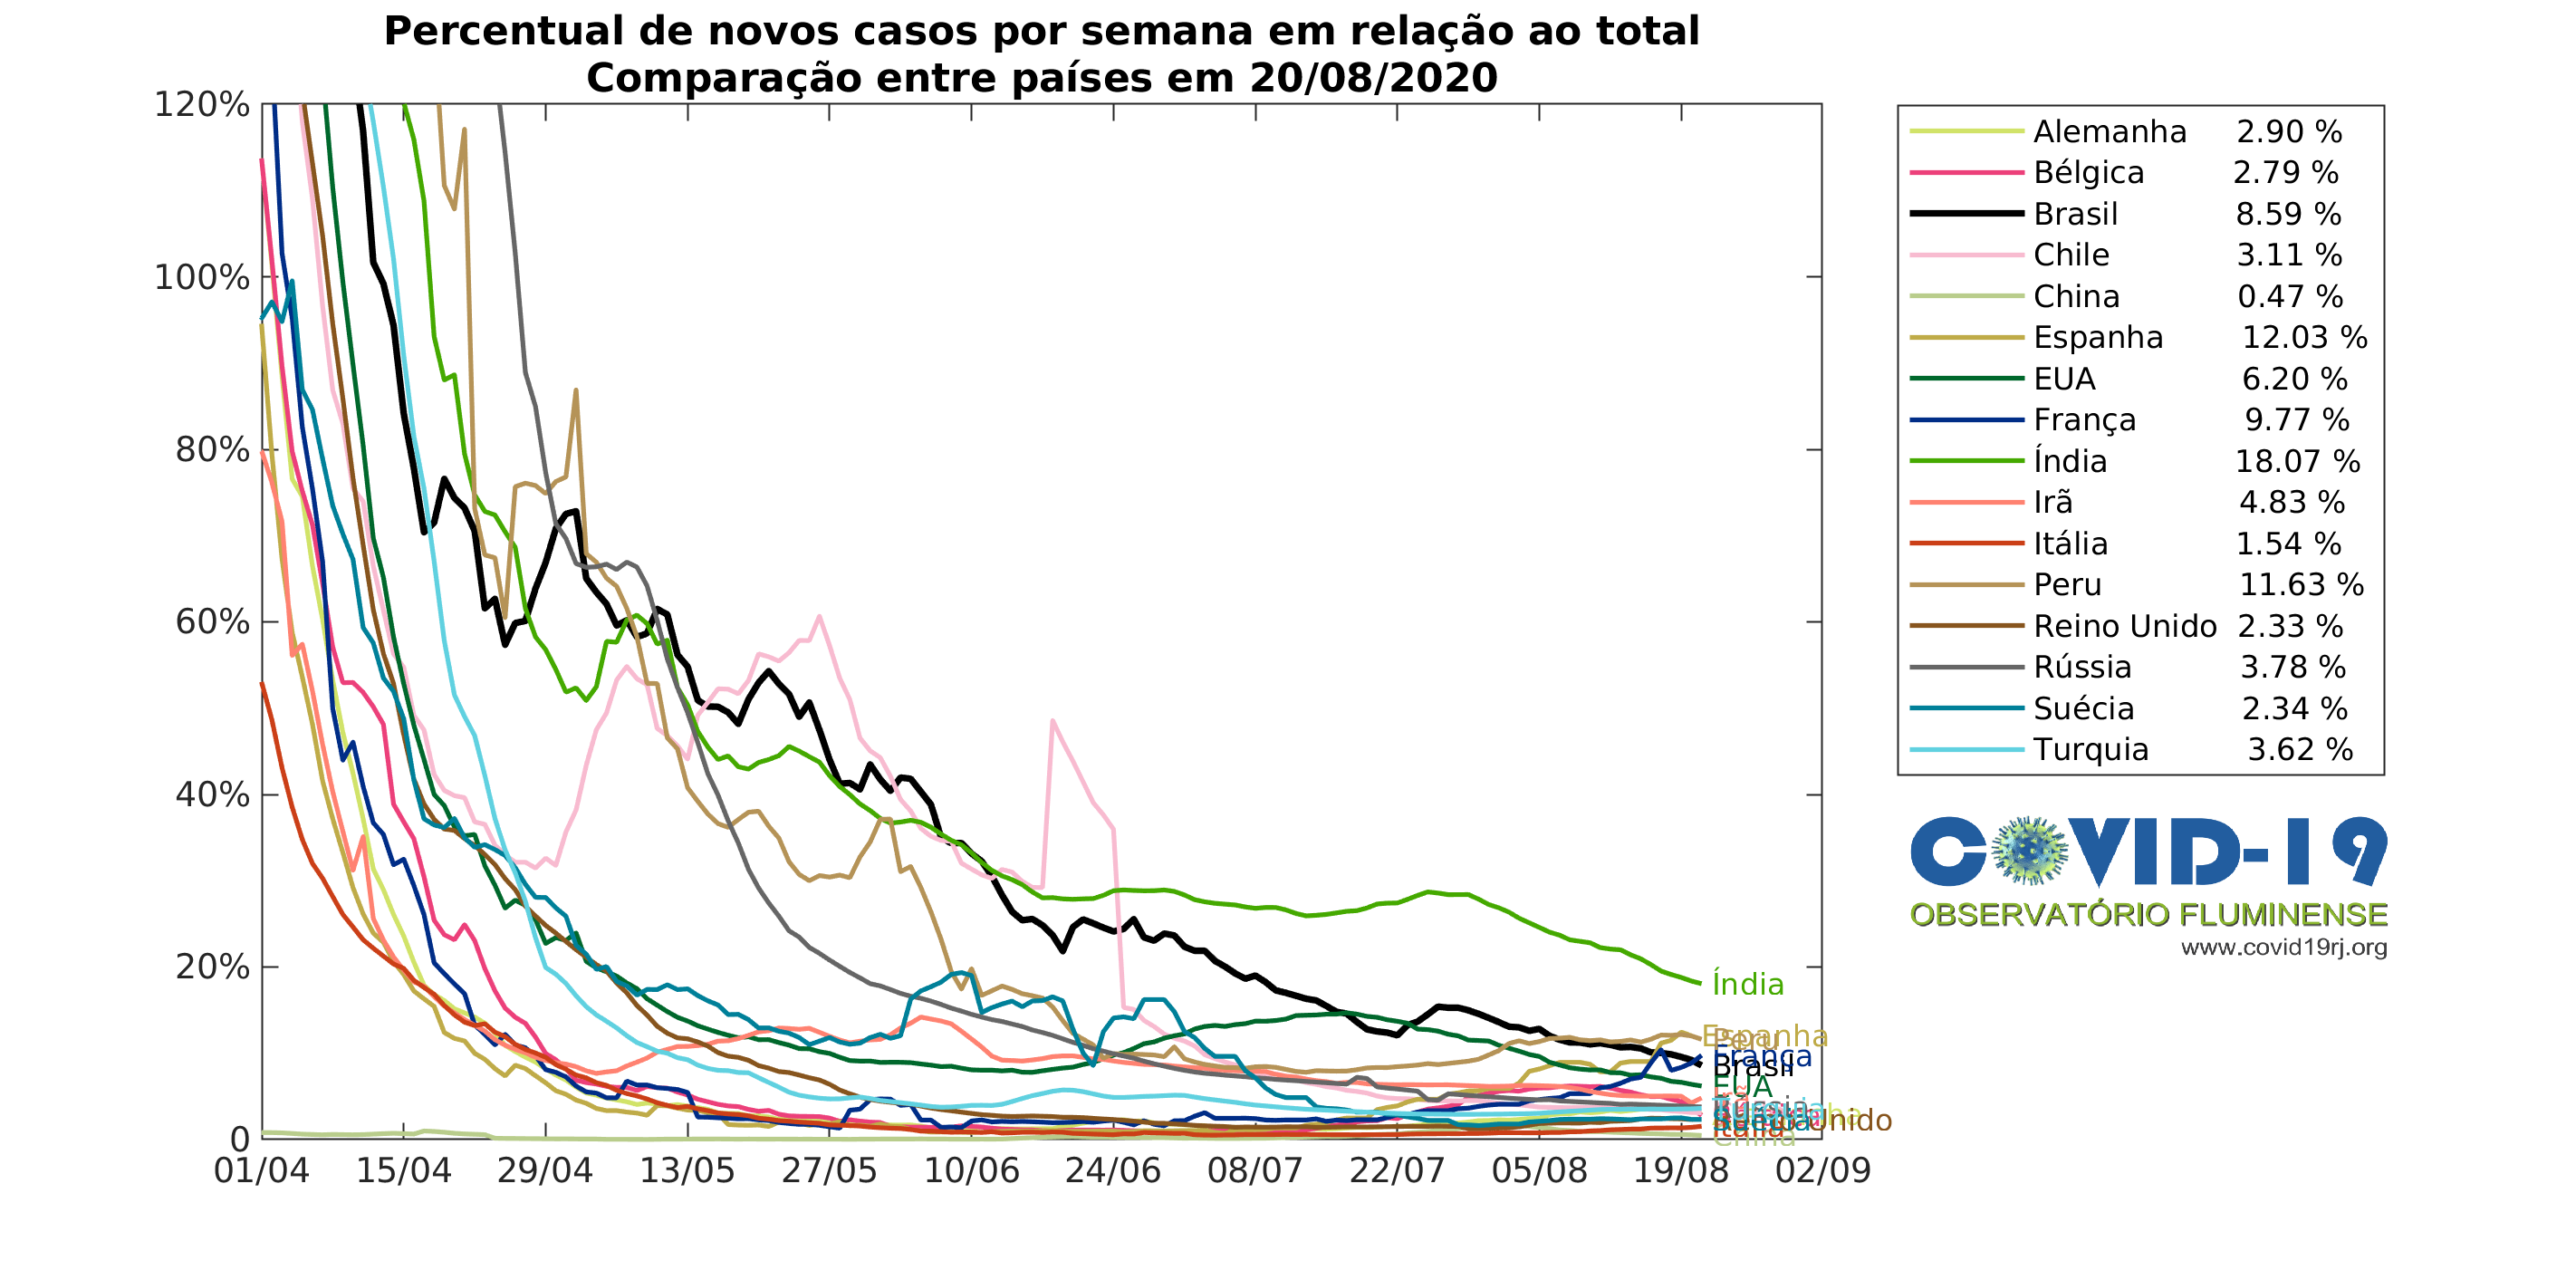 Percentual de novos casos por semana em relação ao total
Comparação entre países em 20/08/2020
120%
100%
80%
60%
40%
20%
0
01/04 15/04 29/04 13/05 27/05 10/06 24/06 08/07 22/07 05/08 19/08 02/09
Índia
Espanha
Peru
França
Brasil
EUA
Itália
China
Alemanha 2.90 %
Bélgica 2.79 %
Brasil 8.59 %
Chile 3.11 %
China 0.47 %
Espanha 12.03 %
EUA 6.20 %
França 9.77 %
Índia 18.07 %
Irã 4.83 %
Itália 1.54 %
Peru 11.63 %
Reino Unido 2.33 %
Rússia 3.78 %
Suécia 2.34 %
Turquia 3.62 %
COVID-19
OBSERVATÓRIO FLUMINENSE
www.covid19rj.org